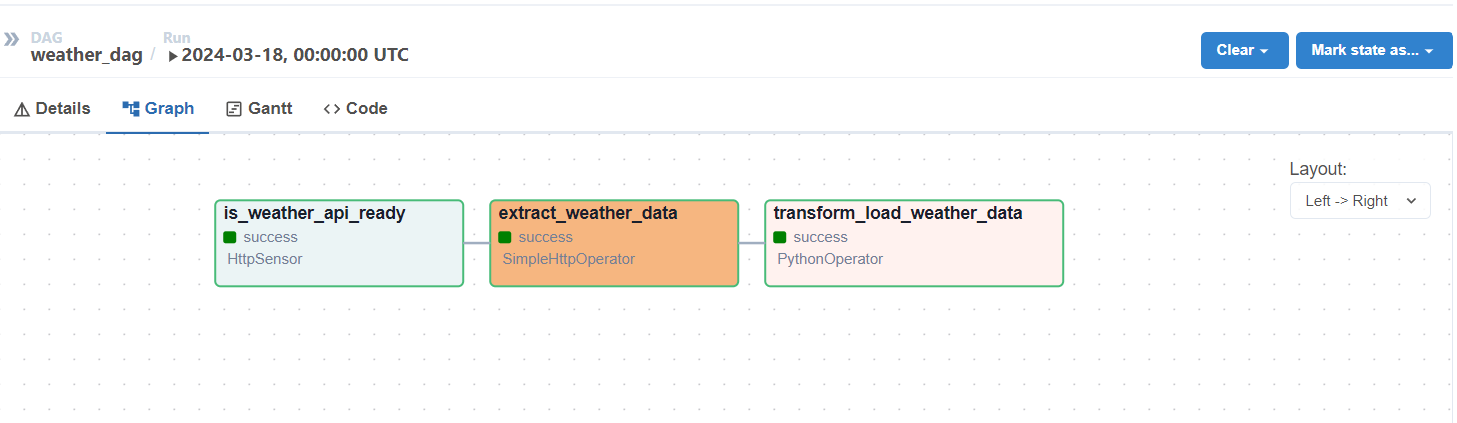 DAG
Run
weather_dag / 2024-03-18, 00:00:00 UTC
Clear
Mark state as...
Details
Graph
Gantt
Code
Layout:
Left -> Right
is_weather_api_ready
success
HttpSensor
extract_weather_data
success
SimpleHttpOperator
transform_load_weather_data
success
PythonOperator